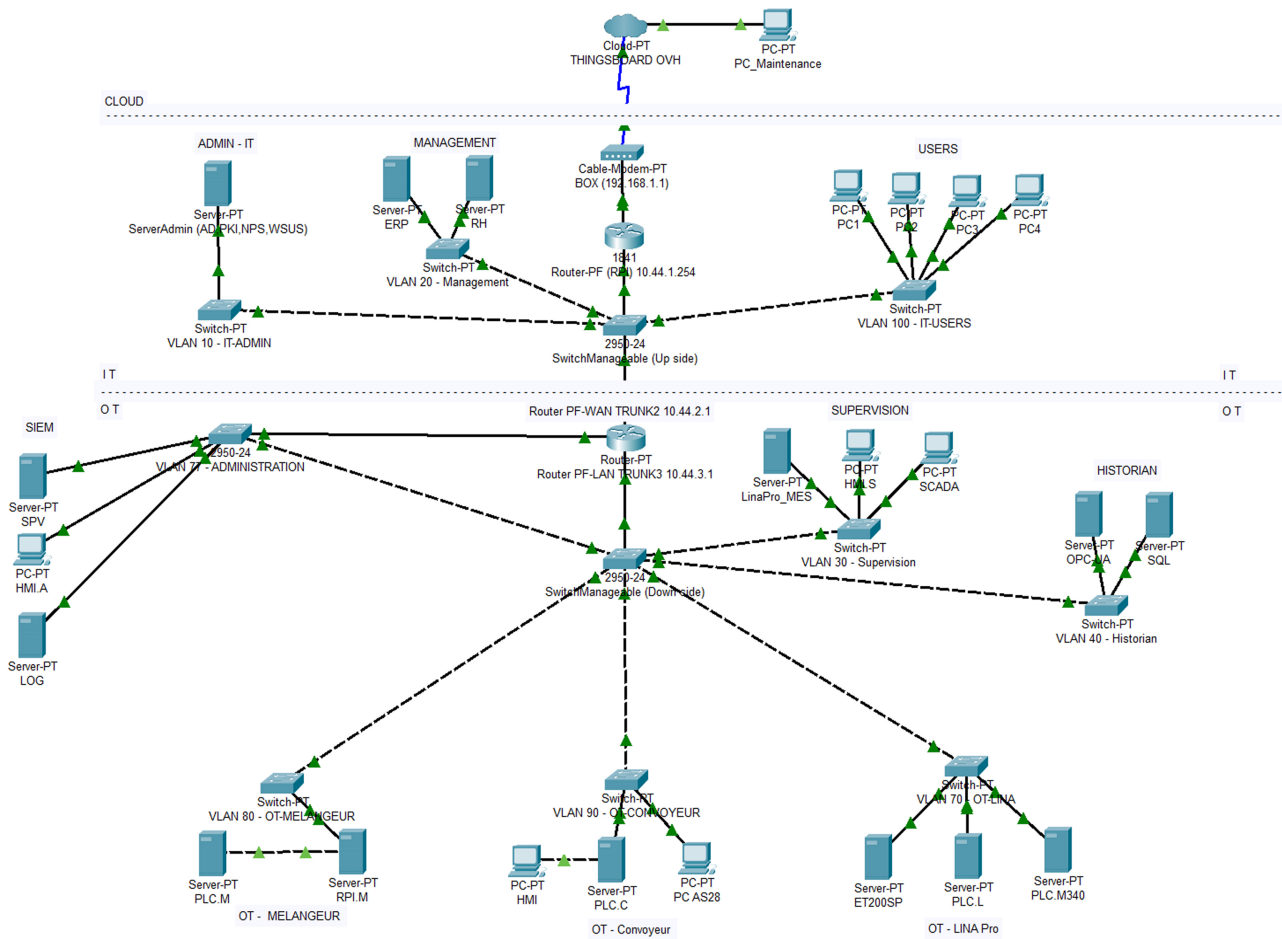 Cloud-PT
THINGSBOARD OVH
PC-PT
PC_Maintenance
CLOUD
ADMIN - IT
MANAGEMENT
USERS
Cable-Modem-PT
BOX (192.168.1.1)
Server-PT
ServerAdmin (AD,PKI,NPS,WSUS)
Server-PT
ERP
Server-PT
RH
PC-PT
PC1
PC-PT
PC2
PC-PT
PC3
PC-PT
PC4
1841
Router-PF (RPI) 10.44.1.254
Switch-PT
VLAN 20 - Management
Switch-PT
VLAN 100 - IT-USERS
Switch-PT
VLAN 10 - IT-ADMIN
2950-24
SwitchManageable (Up side)
I T
I T
O T
O T
Router PF-WAN TRUNK2 10.44.2.1
SUPERVISION
SIEM
2950-24
VLAN 77 - ADMINISTRATION
Router-PT
Router PF-LAN TRUNK3 10.44.3.1
Server-PT
LinaPro_MES
PC-PT
PC-PT
SCADA
HISTORIAN
Server-PT
SPV
Server-PT
OPC-UA
Server-PT
SQL
Switch-PT
VLAN 30 - Supervision
PC-PT
HMI.A
2950-24
SwitchManageable (Down side)
Switch-PT
VLAN 40 - Historian
Server-PT
LOG
Switch-PT
VLAN 80 - OT-MELANGEUR
Switch-PT
VLAN 90 - OT-CONVOYEUR
Switch-PT
VLAN 70 - OT-LINA
Server-PT
PLC.M
Server-PT
RPI.M
PC-PT
HMI
Server-PT
PLC.C
PC-PT
PC AS28
Server-PT
ET200SP
Server-PT
PLC.L
Server-PT
PLC.M340
OT - MELANGEUR
OT - Convoyeur
OT - LINA Pro